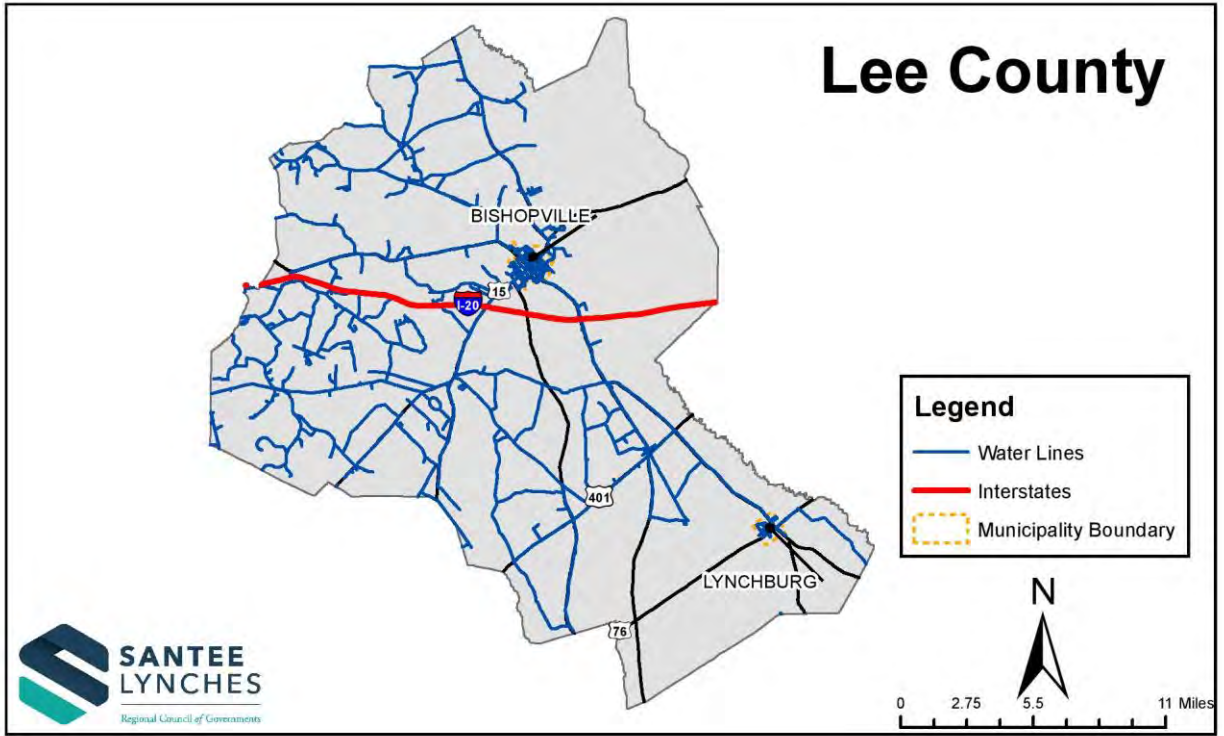 Lee County
BISHOPVILLE
15
I-20
401
LYNCHBURG
76
Legend
Water Lines
Interstates
Municipality Boundary
N
0 2.75 5.5 11 Miles
SANTEE
LYNCHES
Regional Council of Governments